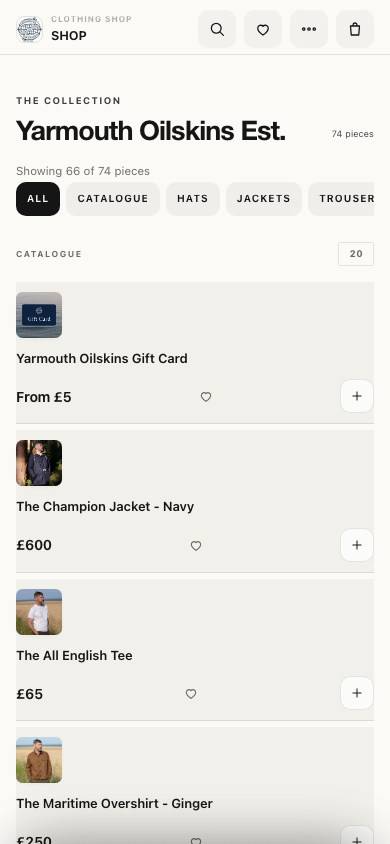 CLOTHING SHOP
SHOP
THE COLLECTION
Yarmouth Oilskins Est.
74 pieces
Showing 66 of 74 pieces
ALL
CATALOGUE
HATS
JACKETS
TROUSER
CATALOGUE
20
Gift Card
Yarmouth Oilskins Gift Card
From £5
The Champion Jacket - Navy
£600
The All English Tee
£65
The Maritime Overshirt - Ginger
£250